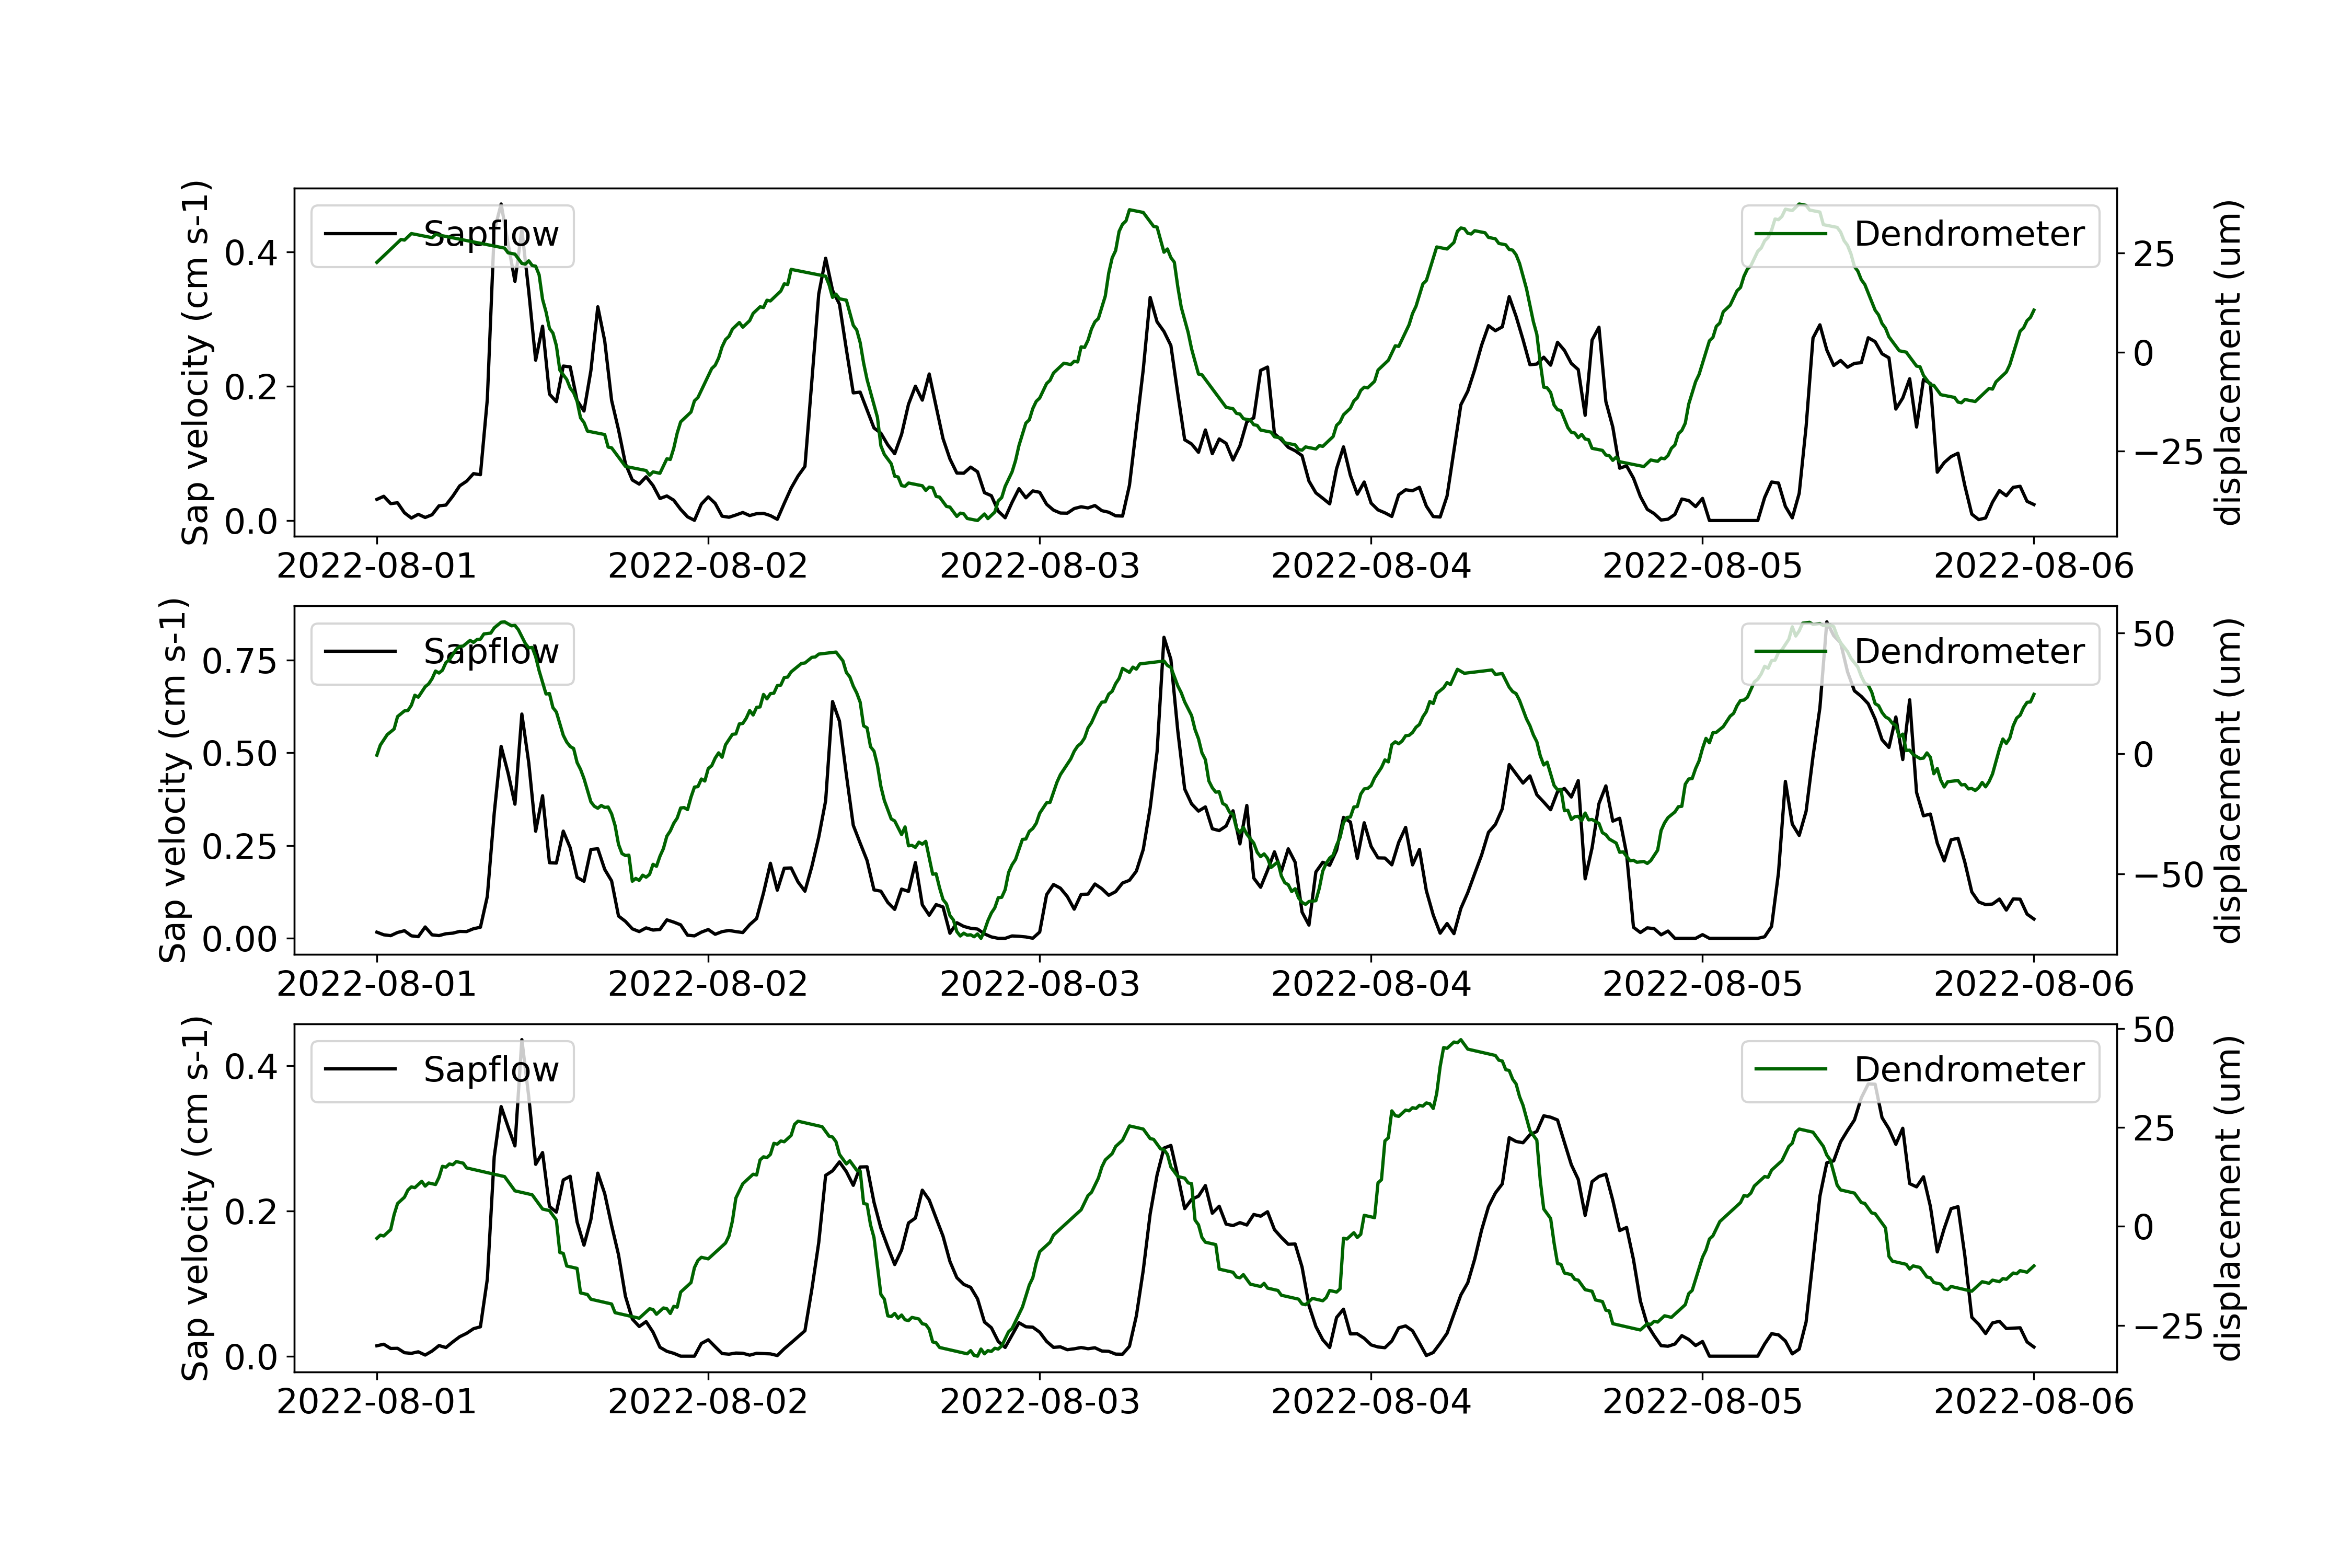 Sap velocity (cm s-1)
0.4
0.2
0.0
Sapflow
Dendrometer
25
0
−25
displacement (um)
2022-08-01 2022-08-02 2022-08-03 2022-08-04 2022-08-05 2022-08-06
Sap velocity (cm s-1)
0.75
0.50
0.25
0.00
Sapflow
Dendrometer
50
0
−50
displacement (um)
2022-08-01 2022-08-02 2022-08-03 2022-08-04 2022-08-05 2022-08-06
Sap velocity (cm s-1)
0.4
0.2
0.0
Sapflow
Dendrometer
50
25
0
−25
displacement (um)
2022-08-01 2022-08-02 2022-08-03 2022-08-04 2022-08-05 2022-08-06